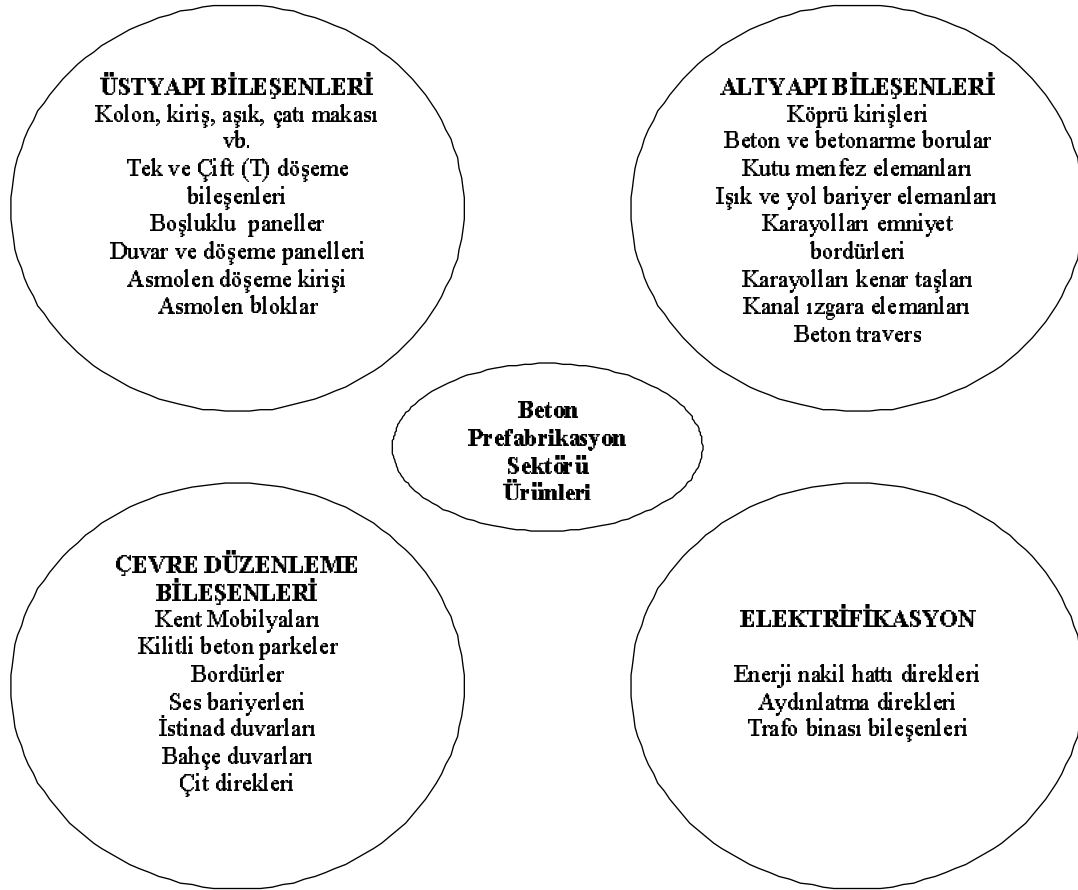 ÜSTYAPI BİLEŞENLERİ
Kolon, kiriş, aşık, çatı makası
vb.
Tek ve Çift (T) döşeme
bileşenleri
Boşluklu paneller
Duvar ve döşeme panelleri
Asmolen döşeme kirişi
Asmolen bloklar
ALTYAPI BİLEŞENLERİ
Köprü kirişleri
Beton ve betonarme borular
Kutu menfez elemanları
Işık ve yol bariyer elemanları
Karayolları emniyet
bordürleri
Karayolları kenar taşları
Kanal ızgara elemanları
Beton travers
Beton
Prefabrikasyon
Sektörü
Ürünleri
ÇEVRE DÜZENLEME
BİLEŞENLERİ
Kent Mobilyaları
Kilitli beton parkeler
Bordürler
Ses bariyerleri
İstinad duvarları
Bahçe duvarları
Çit direkleri
ELEKTRİFİKASYON
Enerji nakil hattı direkleri
Aydınlatma direkleri
Trafo binası bileşenleri